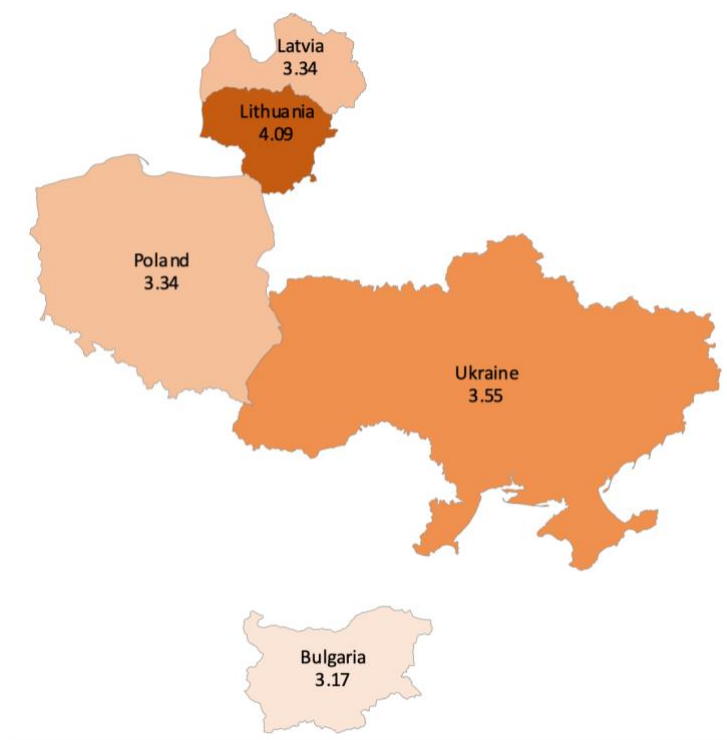 Latvia
3.34
Lithuania
4.09
Poland
3.34
Ukraine
3.55
Bulgaria
3.17